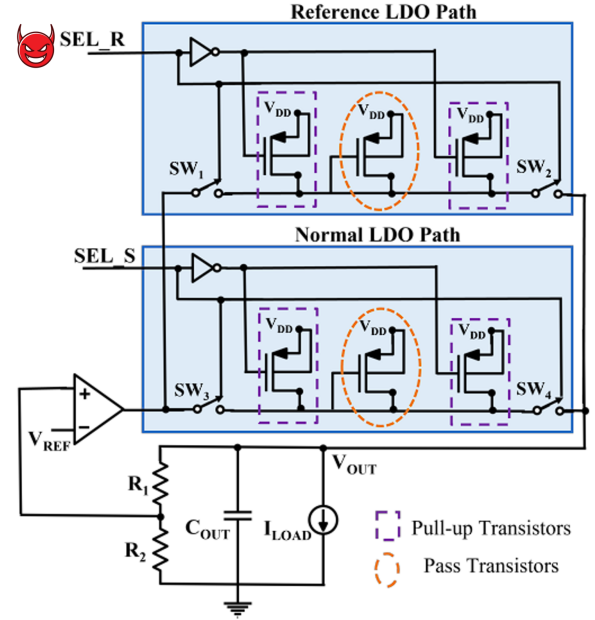 Reference LDO Path
SEL_R
VDD
VDD
VDD
SW1
SW2
Normal LDO Path
SEL_S
VDD
VDD
VDD
SW3
SW4
+
VREF
−
VOUT
R1
COUT
ILOAD
R2
Pull-up Transistors
Pass Transistors